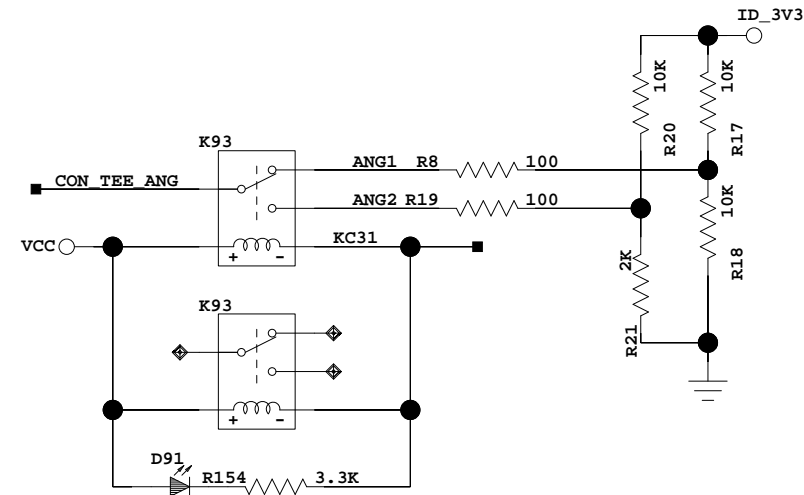 ID_3V3
10K 10K
R20 R17
K93
ANG1 R8 100
CON_TEE_ANG
ANG2 R19 100
10K
VCC
KC31
+ -
2K
R18
K93
R21
+ -
D91
R154 3.3K